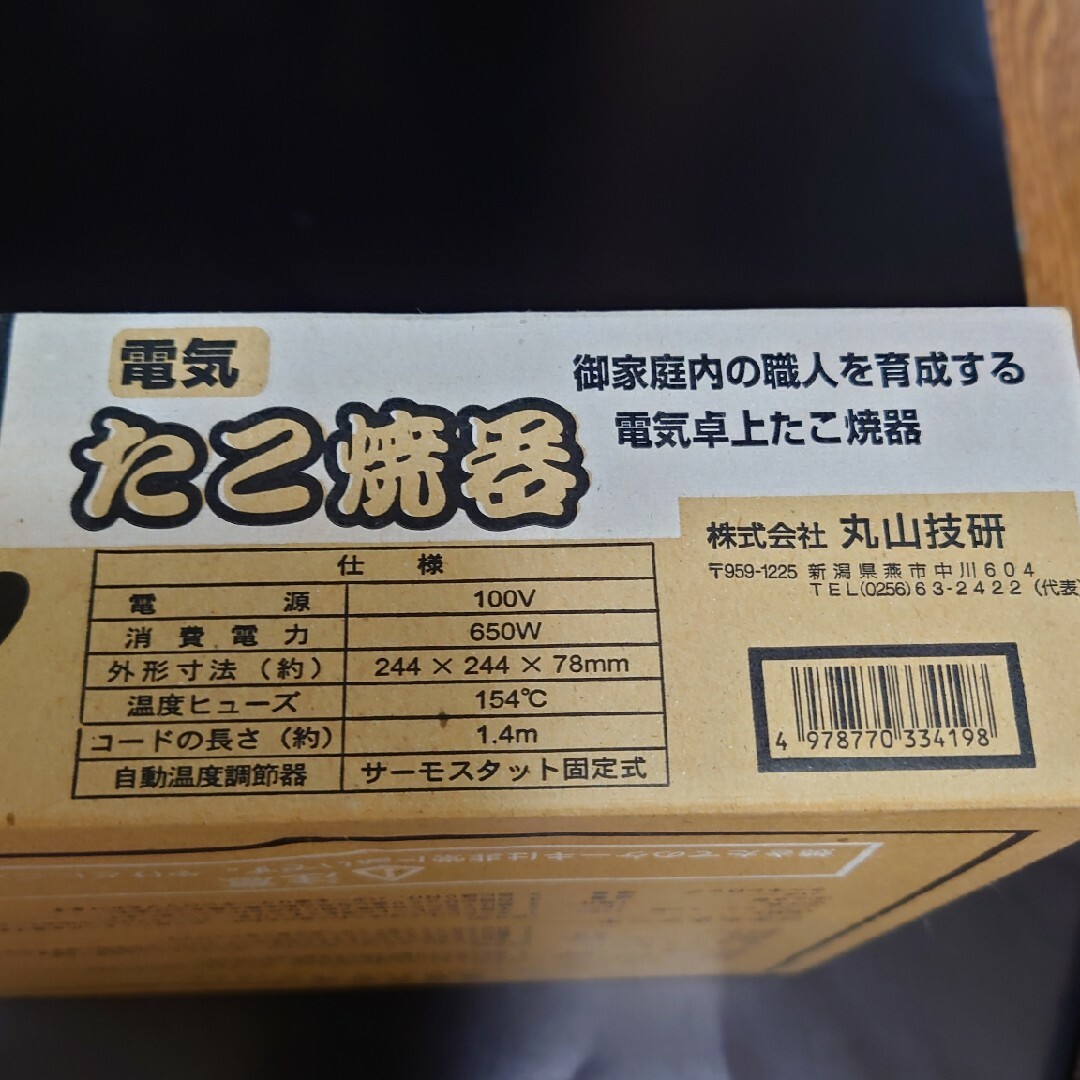 電気
たこ焼器
御家庭内の職人を育成する
電気卓上たこ焼器
株式会社 丸山技研
〒959-1225 新潟県燕市中川604
TEL(0256)63-2422 (代表)
仕様
電源 100V
消費電力 650W
外形寸法(約) 244 × 244 × 78mm
温度ヒューズ 154℃
コードの長さ(約) 1.4m
自動温度調節器 サーモスタット固定式
4 978770 334198
⚠注意